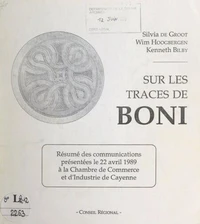 Silvia DE GROOT
Wim HOOGBERGEN
Kenneth BILBY
SUR LES
TRACES DE
BONI
Résumé des communications
présentées le 22 avril 1989
à la Chambre de Commerce
et d'Industrie de Cayenne
- CONSEIL RÉGIONAL -
2263